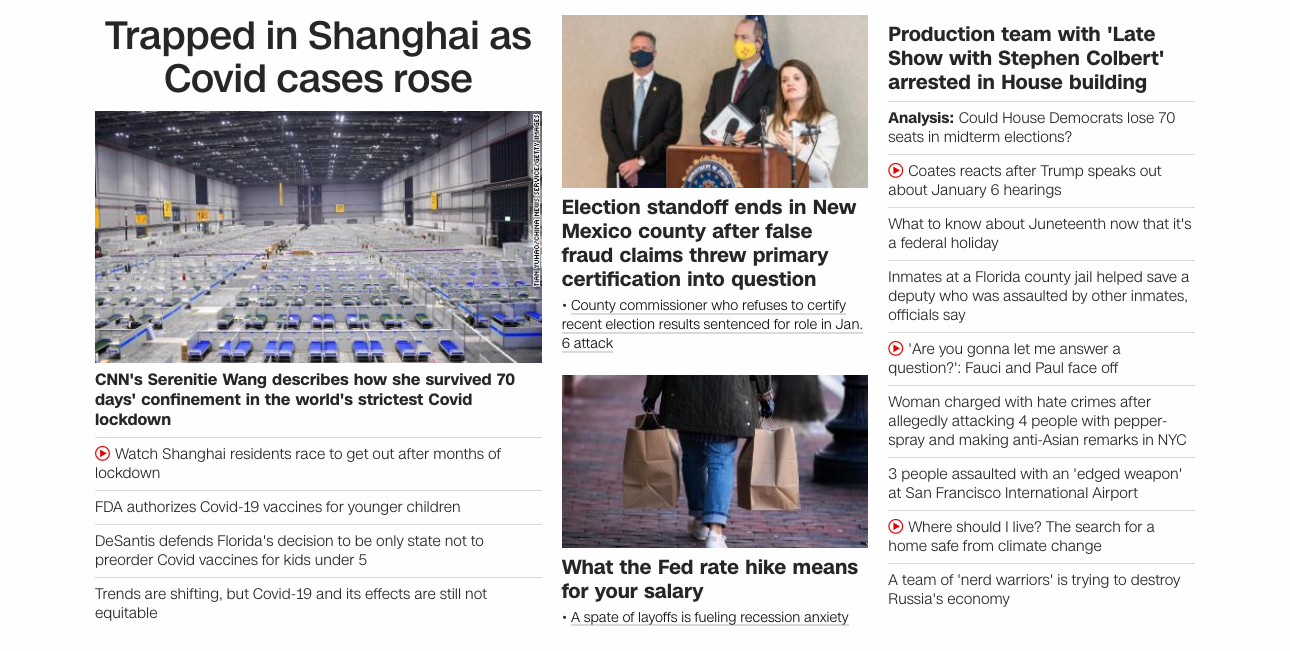 Trapped in Shanghai as
Covid cases rose
TIAN YUHAO/CHINA NEWS SERVICE/GETTY IMAGES
CNN's Serenitie Wang describes how she survived 70
days' confinement in the world's strictest Covid
lockdown
Watch Shanghai residents race to get out after months of
lockdown
FDA authorizes Covid-19 vaccines for younger children
DeSantis defends Florida's decision to be only state not to
preorder Covid vaccines for kids under 5
Trends are shifting, but Covid-19 and its effects are still not
equitable
Election standoff ends in New
Mexico county after false
fraud claims threw primary
certification into question
• County commissioner who refuses to certify
recent election results sentenced for role in Jan.
6 attack
What the Fed rate hike means
for your salary
• A spate of layoffs is fueling recession anxiety
Production team with 'Late
Show with Stephen Colbert'
arrested in House building
Analysis: Could House Democrats lose 70
seats in midterm elections?
Coates reacts after Trump speaks out
about January 6 hearings
What to know about Juneteenth now that it's
a federal holiday
Inmates at a Florida county jail helped save a
deputy who was assaulted by other inmates,
officials say
'Are you gonna let me answer a
question?': Fauci and Paul face off
Woman charged with hate crimes after
allegedly attacking 4 people with pepper-
spray and making anti-Asian remarks in NYC
3 people assaulted with an 'edged weapon'
at San Francisco International Airport
Where should I live? The search for a
home safe from climate change
A team of 'nerd warriors' is trying to destroy
Russia's economy